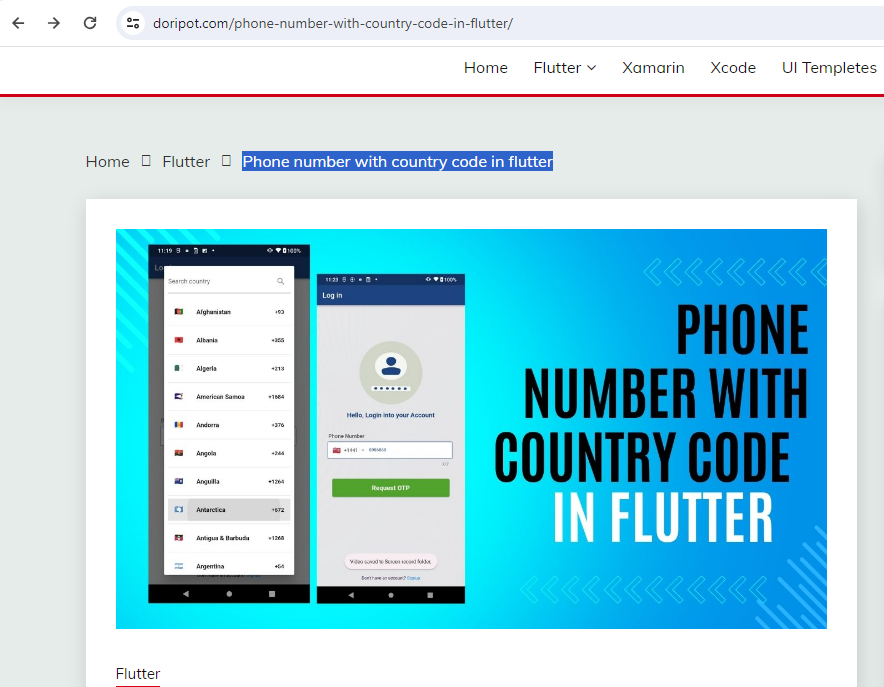 doripot.com/phone-number-with-country-code-in-flutter/
Home Flutter Xamarin Xcode UI Templetes
Home Flutter Phone number with country code in flutter
11:19 100%
Lo
Search country
Afghanistan +93
Albania +355
Algeria +213
American Samoa +1684
Andorra +376
Angola +244
Anguilla +1264
Antarctica +672
Antigua & Barbuda +1268
Argentina +54
11:23 100%
Log in
Hello, Login into your Account
Phone Number
+1441
Request OTP
Video saved to Screen record folder.
Don't have an account? Signup
PHONE
NUMBER WITH
COUNTRY CODE
IN FLUTTER
Flutter